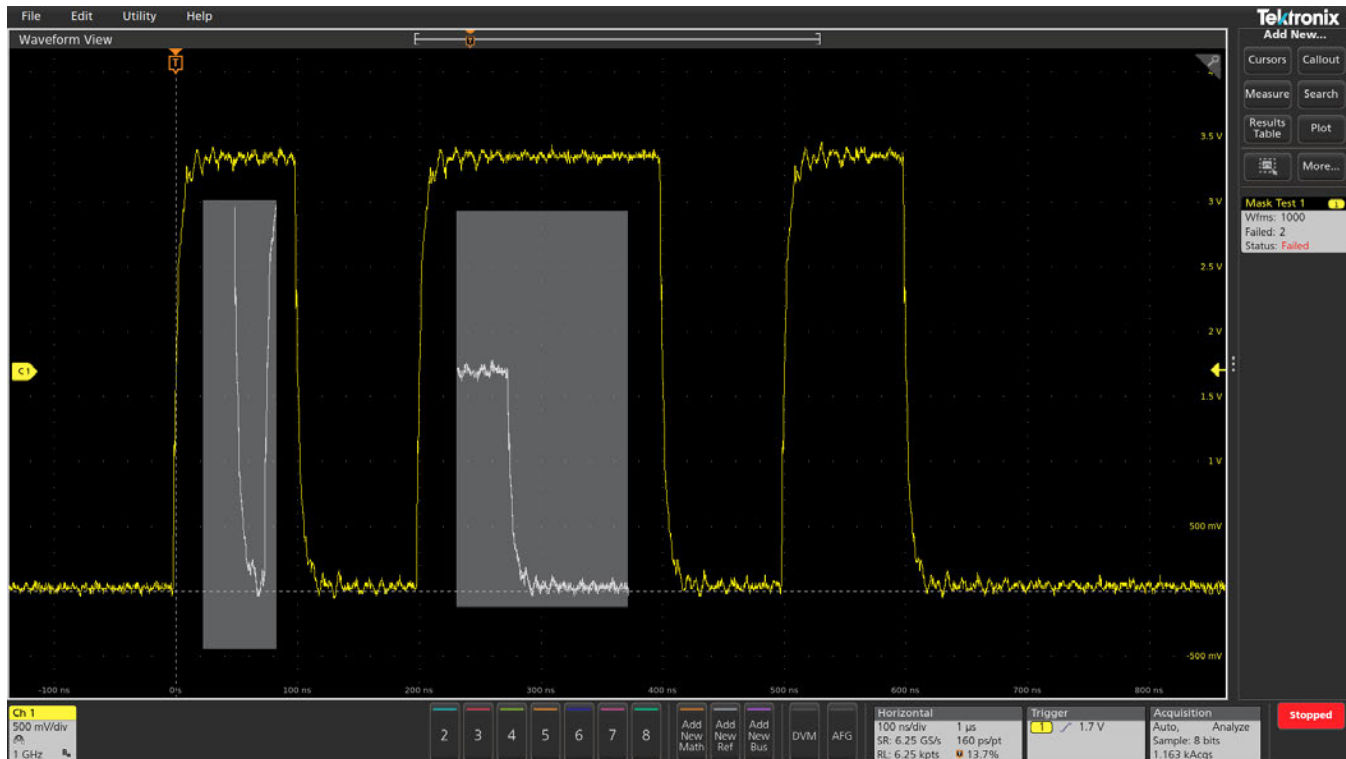 File Edit Utility Help
Tektronix
Waveform View
Add New...
T
T
Cursors Callout
Measure Search
Results Table Plot
More...
Mask Test 1 1
Wfms: 1000
Failed: 2
Status: Failed
3.5 V
3 V
2.5 V
2 V
C1
1.5 V
1 V
500 mV
-500 mV
-100 ns 0s 100 ns 200 ns 300 ns 400 ns 500 ns 600 ns 700 ns 800 ns
Ch 1
500 mV/div
1 GHz
2 3 4 5 6 7 8
Add New Math
Add New Ref
Add New Bus
DVM AFG
Horizontal
100 ns/div 1 µs
SR: 6.25 GS/s 160 ps/pt
RL: 6.25 kpts 13.7%
Trigger
1 1.7 V
Acquisition
Auto, Analyze
Sample: 8 bits
1.163 kAcqs
Stopped